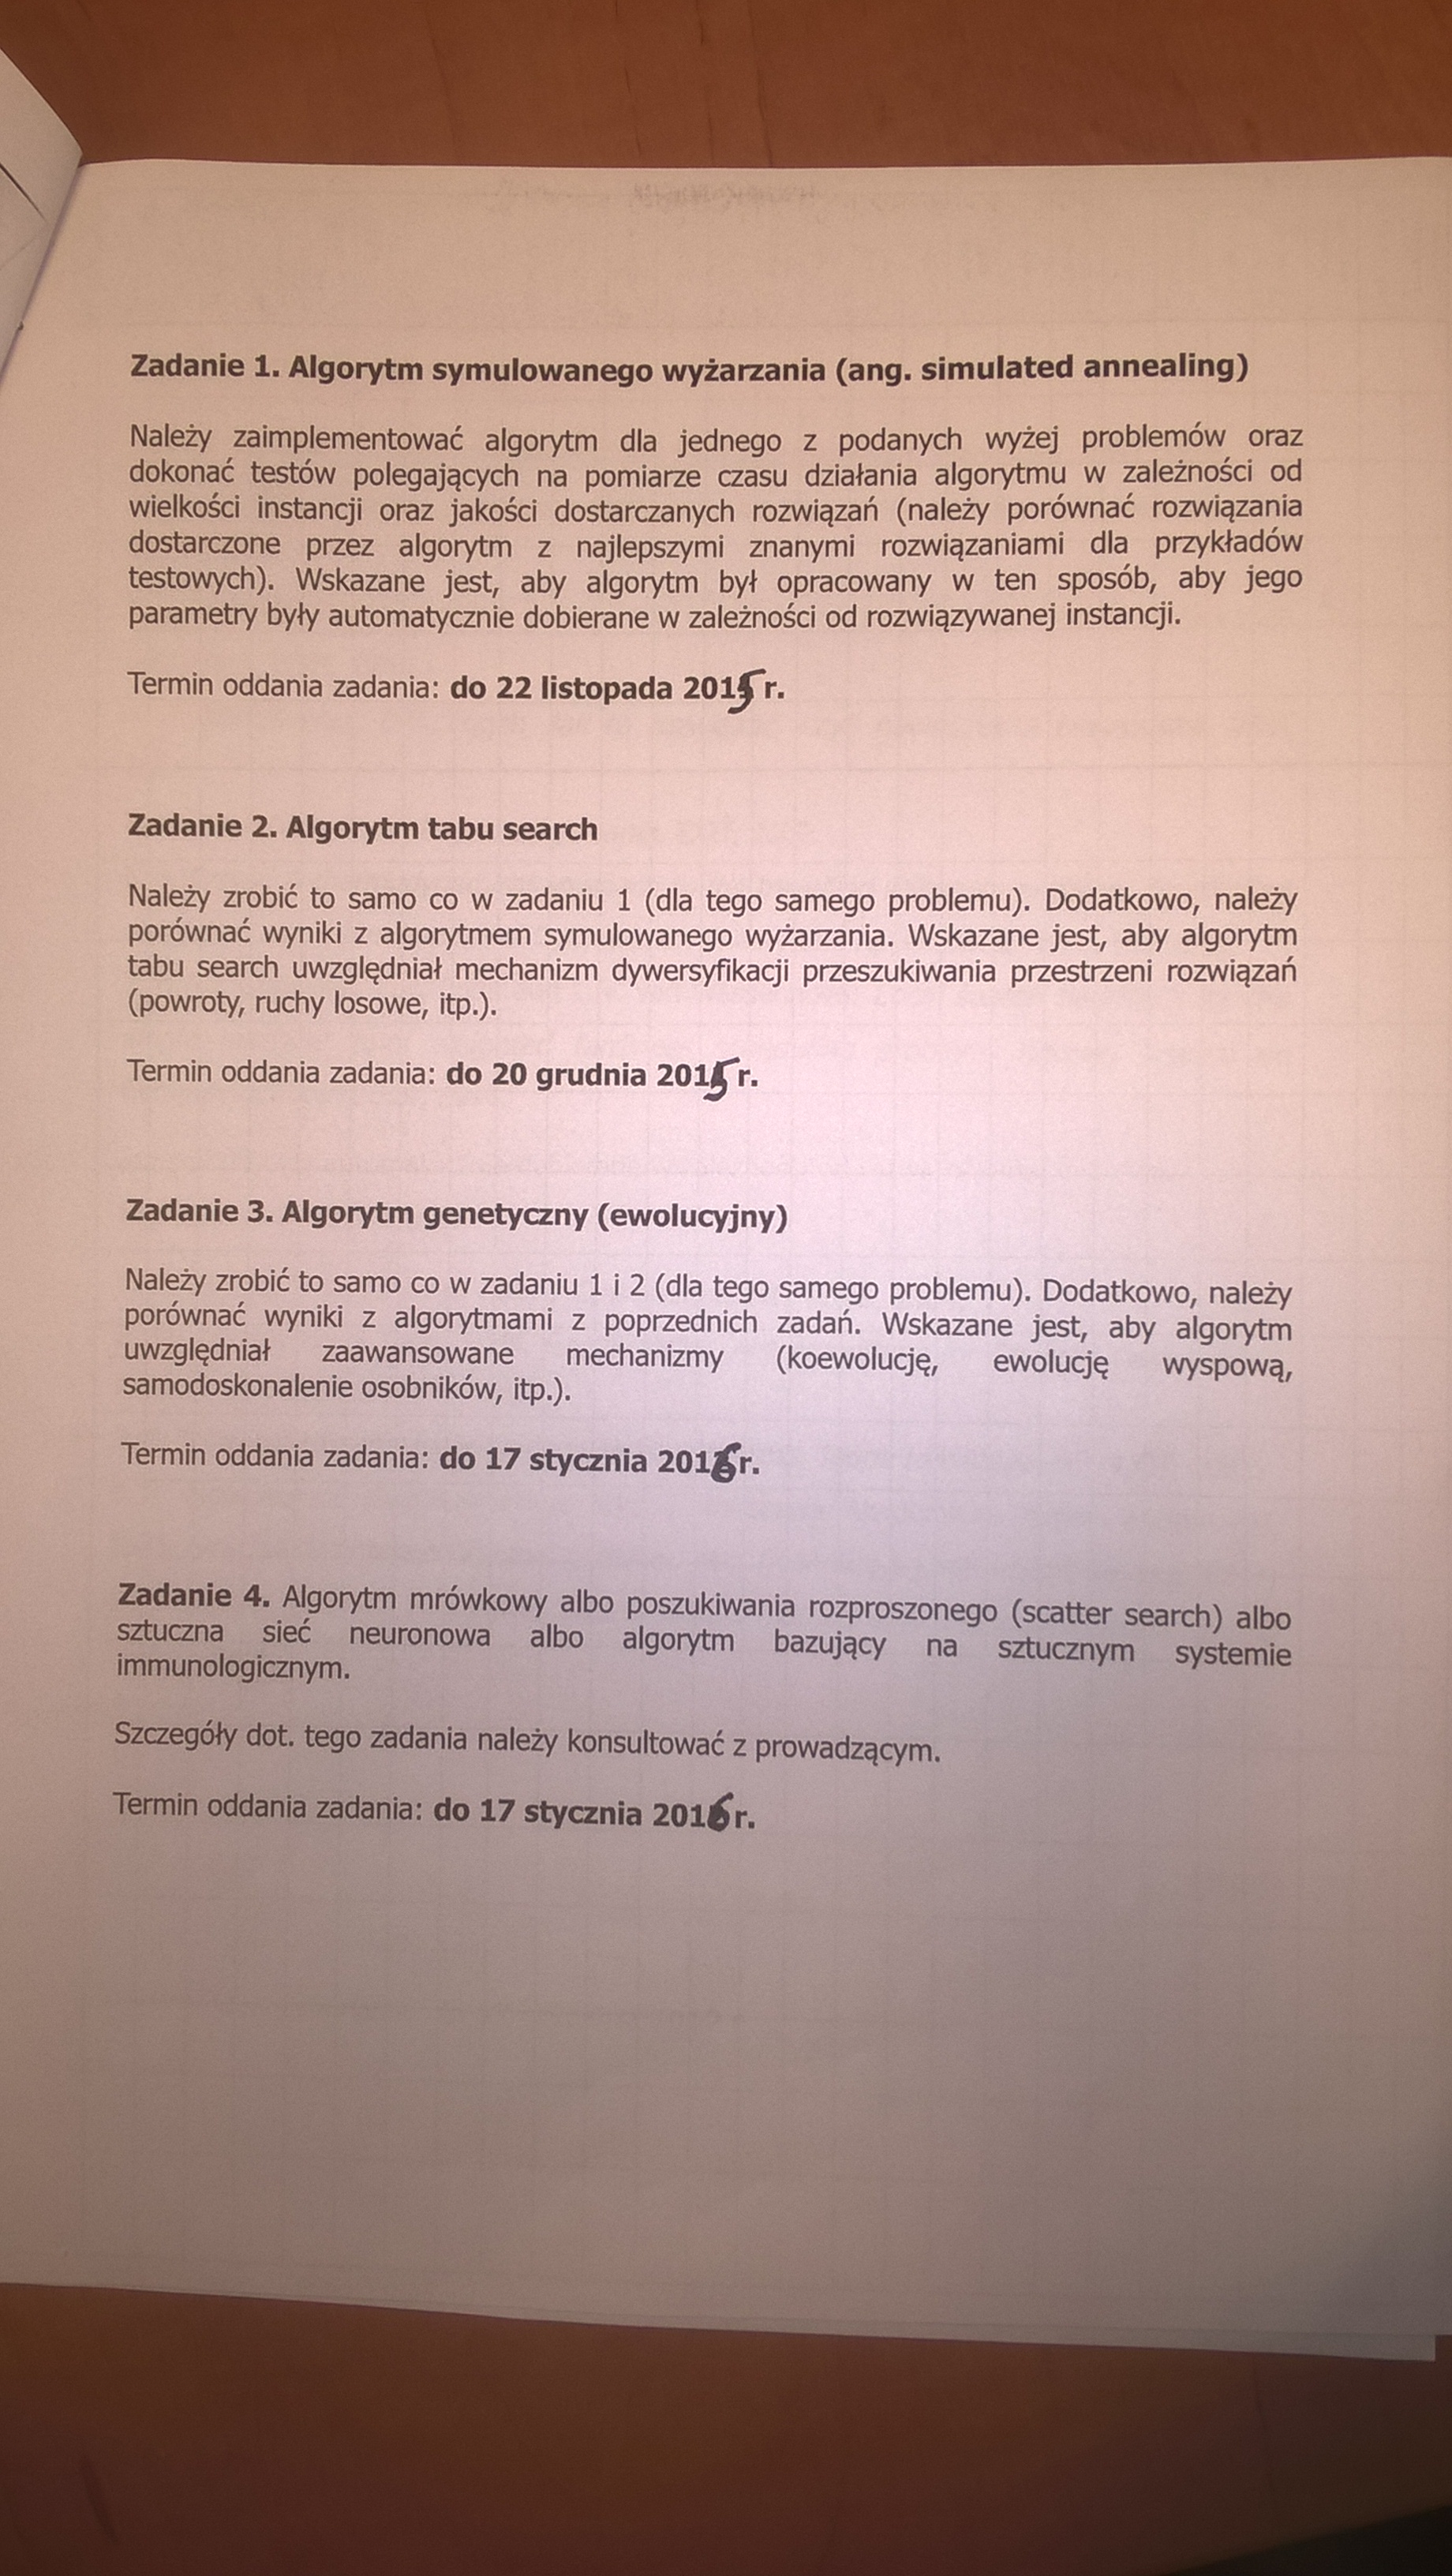 Zadanie 1. Algorytm symulowanego wyżarzania (ang. simulated annealing)
Należy zaimplementować algorytm dla jednego z podanych wyżej problemów oraz
dokonać testów polegających na pomiarze czasu działania algorytmu w zależności od
wielkości instancji oraz jakości dostarczanych rozwiązań (należy porównać rozwiązania
dostarczone przez algorytm z najlepszymi znanymi rozwiązaniami dla przykładów
testowych). Wskazane jest, aby algorytm był opracowany w ten sposób, aby jego
parametry były automatycznie dobierane w zależności od rozwiązywanej instancji.
Termin oddania zadania: do 22 listopada 2015 r.
Zadanie 2. Algorytm tabu search
Należy zrobić to samo co w zadaniu 1 (dla tego samego problemu). Dodatkowo, należy
porównać wyniki z algorytmem symulowanego wyżarzania. Wskazane jest, aby algorytm
tabu search uwzględniał mechanizm dywersyfikacji przeszukiwania przestrzeni rozwiązań
(powroty, ruchy losowe, itp.).
Termin oddania zadania: do 20 grudnia 2015 r.
Zadanie 3. Algorytm genetyczny (ewolucyjny)
Należy zrobić to samo co w zadaniu 1 i 2 (dla tego samego problemu). Dodatkowo, należy
porównać wyniki z algorytmami z poprzednich zadań. Wskazane jest, aby algorytm
uwzględniał zaawansowane mechanizmy (koewolucję, ewolucję wyspową,
samodoskonalenie osobników, itp.).
Termin oddania zadania: do 17 stycznia 2016 r.
Zadanie 4. Algorytm mrówkowy albo poszukiwania rozproszonego (scatter search) albo
sztuczna sieć neuronowa albo algorytm bazujący na sztucznym systemie
immunologicznym.
Szczegóły dot. tego zadania należy konsultować z prowadzącym.
Termin oddania zadania: do 17 stycznia 2016 r.